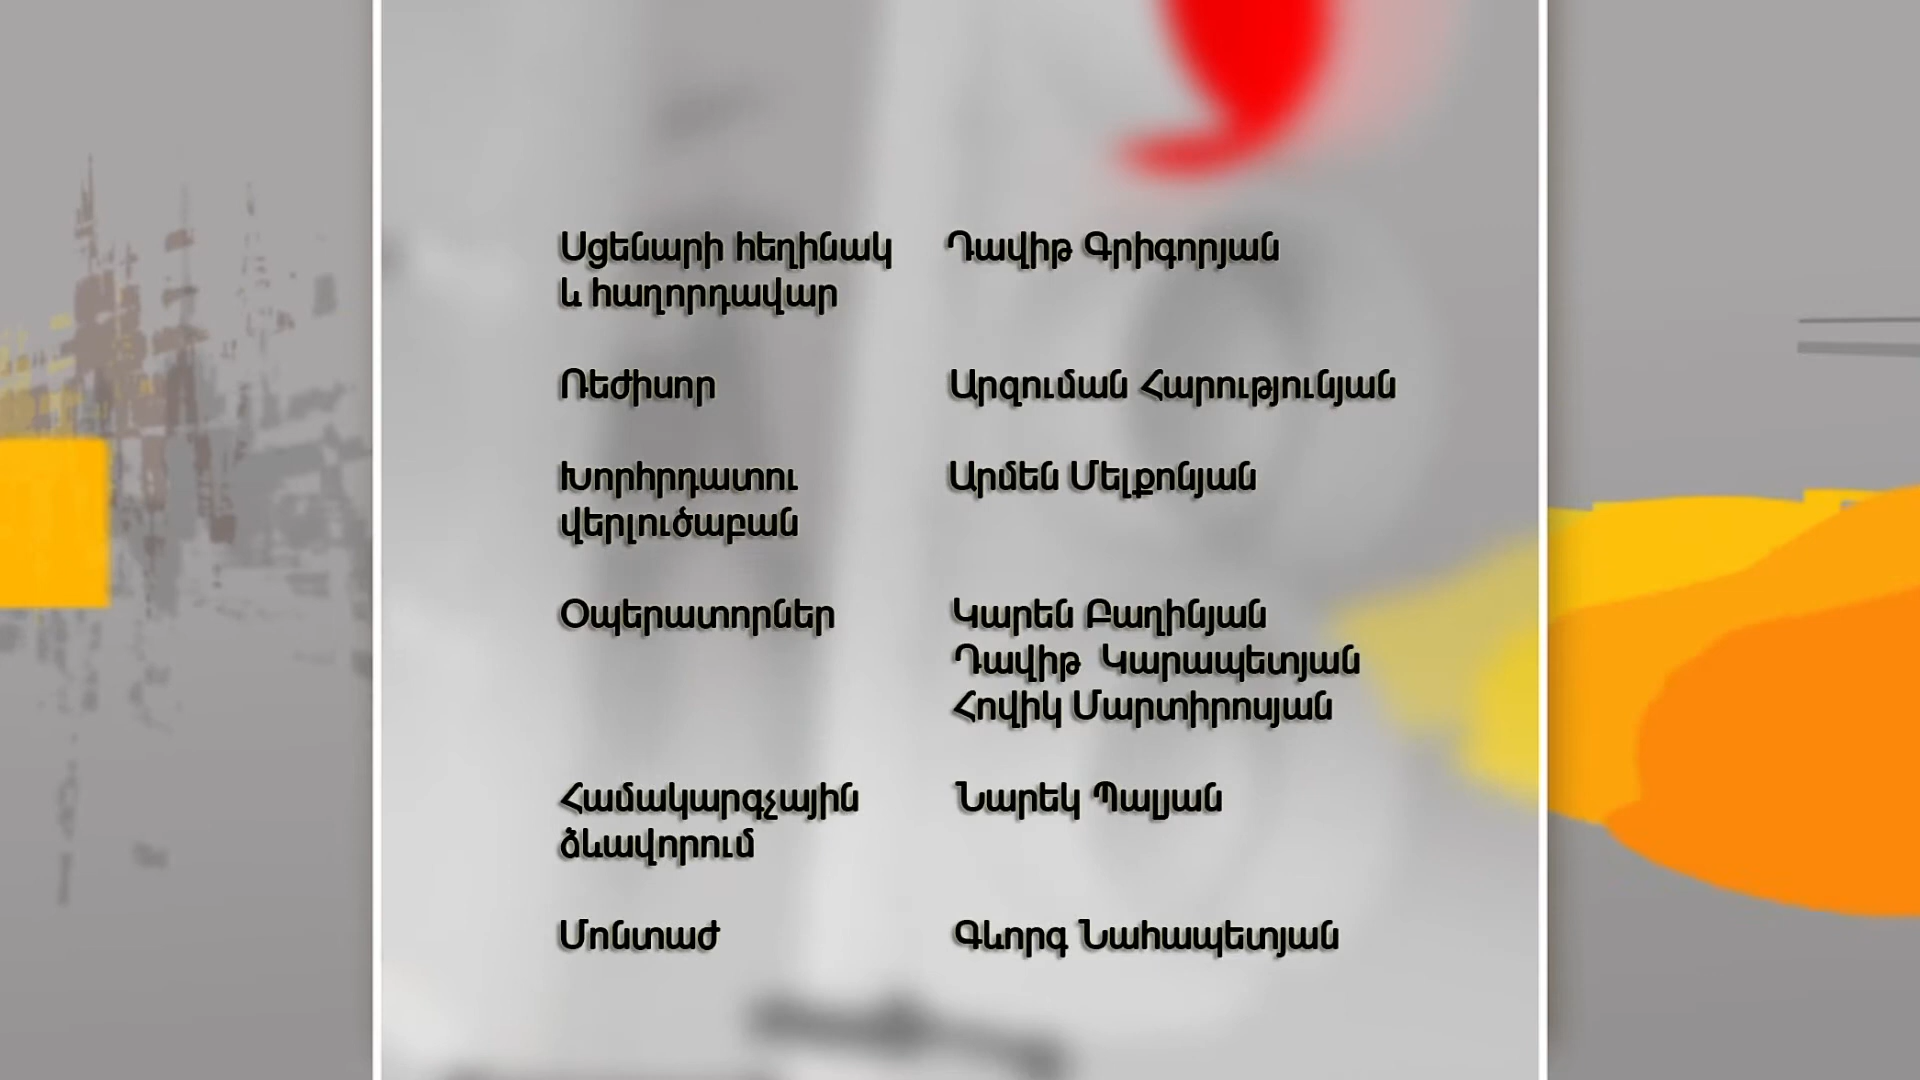 Սցենարի հեղինակ Դավիթ Գրիգորյան
և հաղորդավար
Ռեժիսոր Արզուման Հարությունյան
Խորհրդատու Արմեն Մելքոնյան
վերլուծաբան
Օպերատորներ Կարեն Բաղինյան
Դավիթ Կարապետյան
Հովիկ Մարտիրոսյան
Համակարգչային Նարեկ Պալյան
ձևավորում
Մոնտաժ Գևորգ Նահապետյան